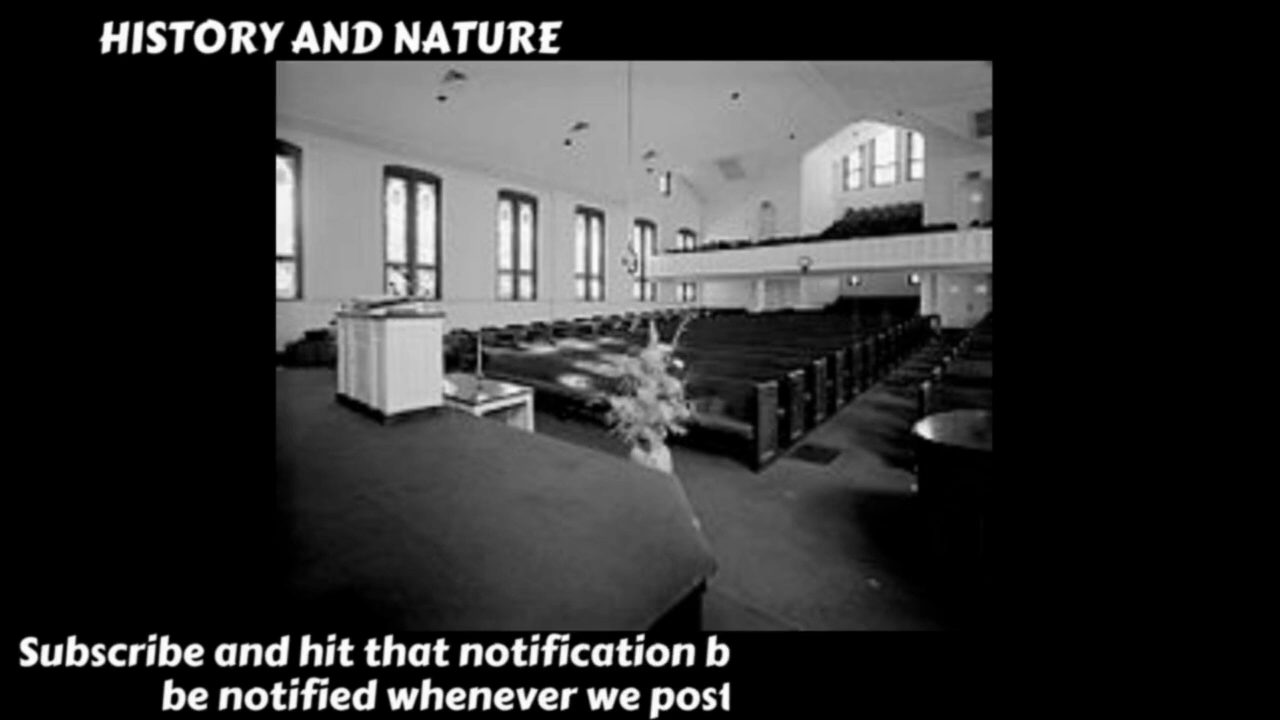 HISTORY AND NATURE
Subscribe and hit that notification b
be notified whenever we post